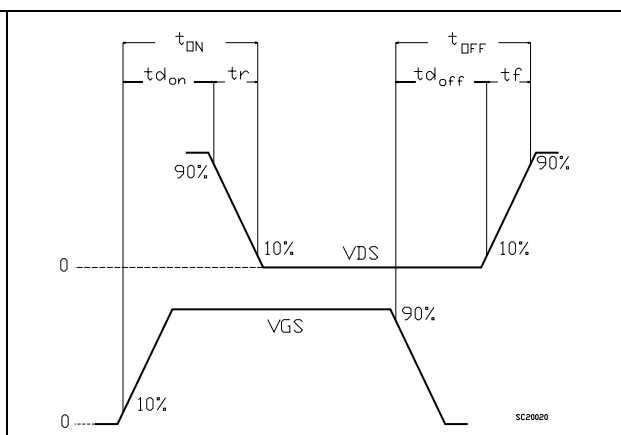 tON tOFF
tdon tr tdoff tf
90% 90%
10% 10%
0 VDS
VGS 90%
10%
0 SC20020